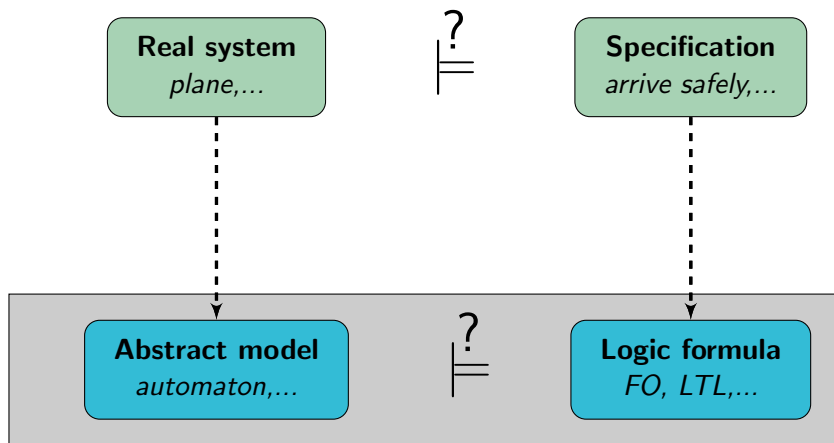 Real system
plane,...
?
⊨
Specification
arrive safely,...
Abstract model
automaton,...
?
⊨
Logic formula
FO, LTL,...